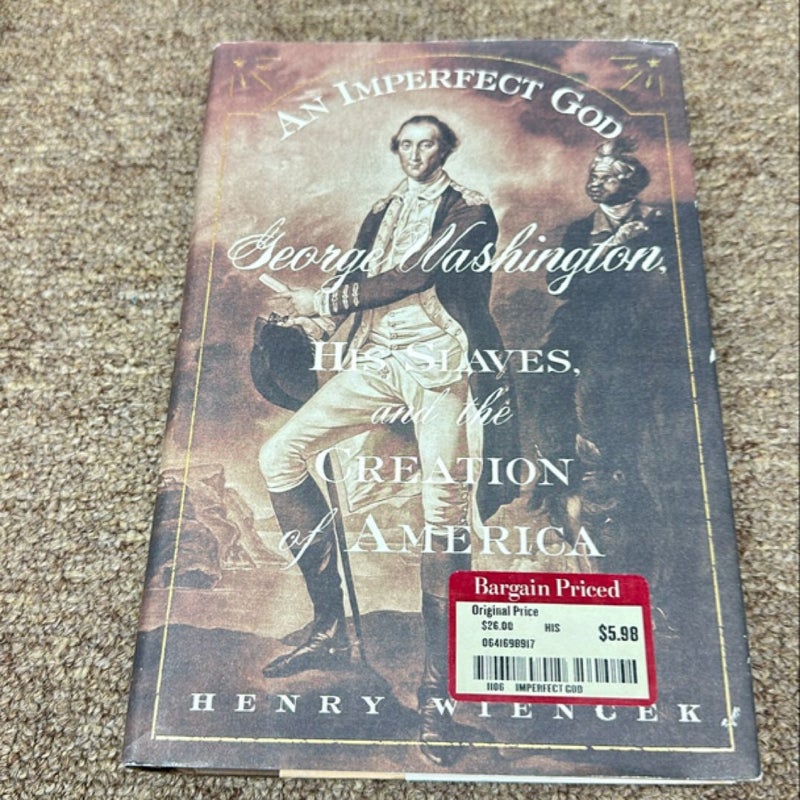 An Imperfect God
George Washington,
His Slaves,
and the
Creation
of America
Bargain Priced
Original Price
$26.00 HIS $5.98
0641698917
1106 IMPERFECT GOD
HENRY WIENCEK